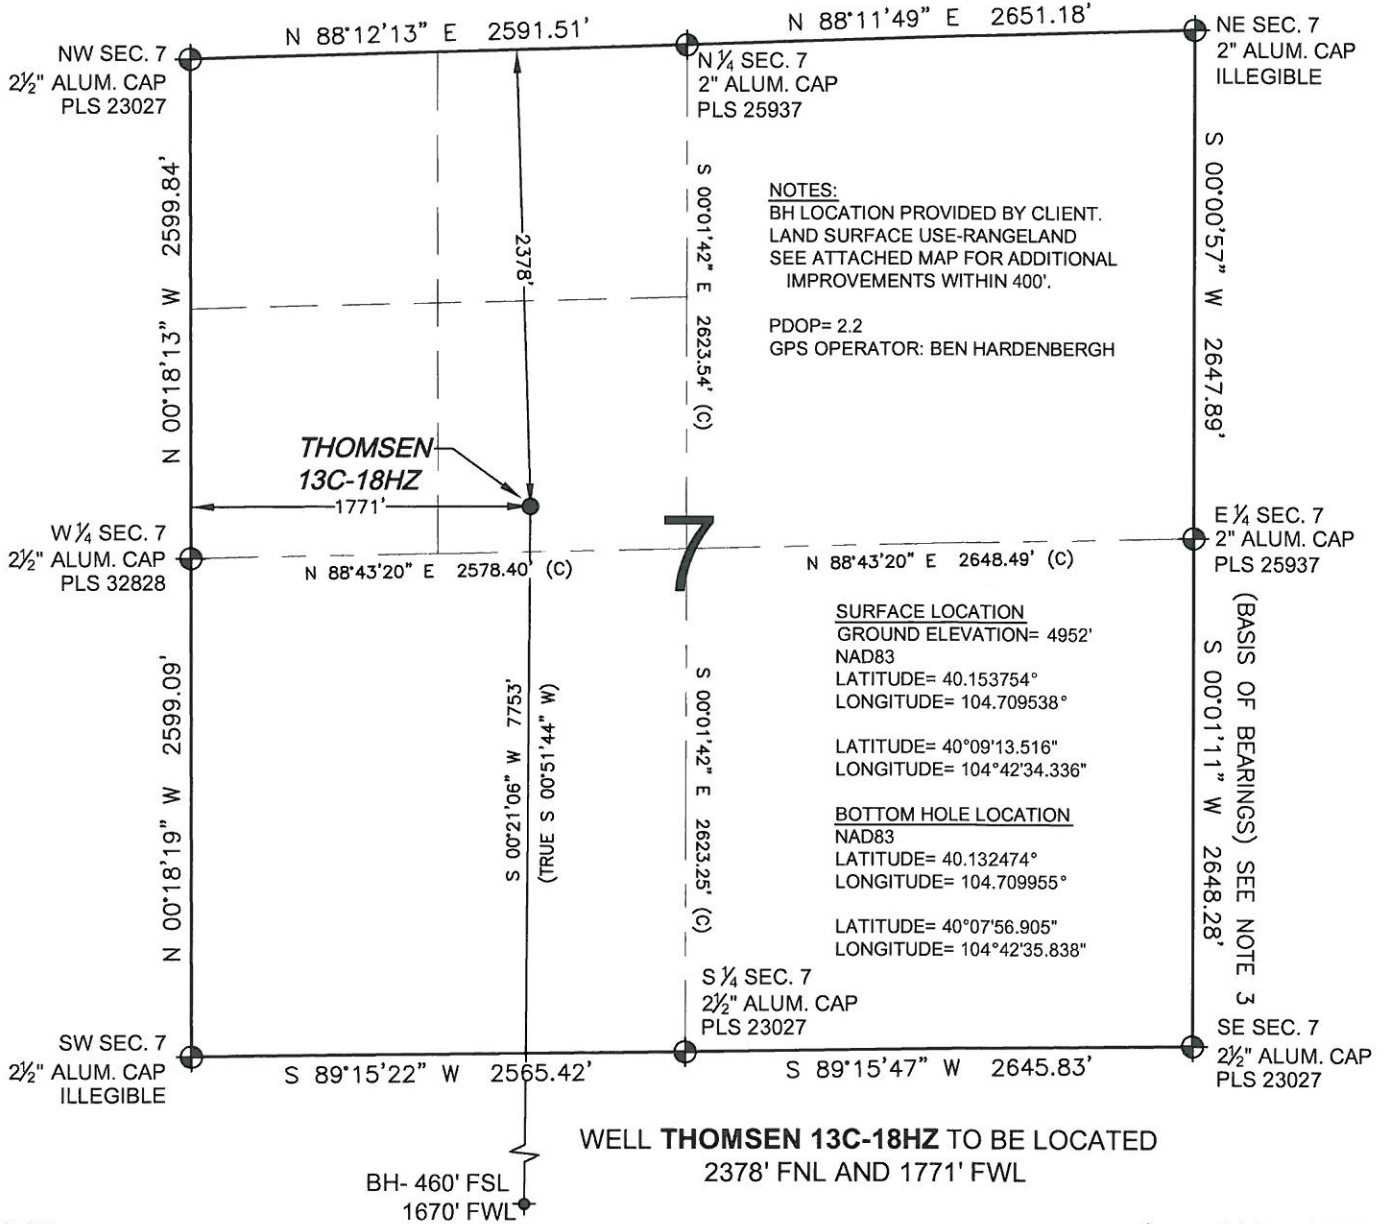 N 88°12'13" E 2591.51'
N 88°11'49" E 2651.18'
NW SEC. 7
2½" ALUM. CAP
PLS 23027
N ¼ SEC. 7
2" ALUM. CAP
PLS 25937
NE SEC. 7
2" ALUM. CAP
ILLEGIBLE
N 00°18'13" W 2599.84'
2378'
S 00°01'42" E 2623.54' (C)
NOTES:
BH LOCATION PROVIDED BY CLIENT.
LAND SURFACE USE-RANGELAND
SEE ATTACHED MAP FOR ADDITIONAL
IMPROVEMENTS WITHIN 400'.
PDOP= 2.2
GPS OPERATOR: BEN HARDENBERGH
S 00°00'57" W 2647.89'
THOMSEN
13C-18HZ
1771'
7
W ¼ SEC. 7
2½" ALUM. CAP
PLS 32828
N 88°43'20" E 2578.40' (C)
N 88°43'20" E 2648.49' (C)
E ¼ SEC. 7
2" ALUM. CAP
PLS 25937
N 00°18'19" W 2599.09'
S 00°21'06" W 7753'
(TRUE S 00°51'44" W)
S 00°01'42" E 2623.25' (C)
SURFACE LOCATION
GROUND ELEVATION= 4952'
NAD83
LATITUDE= 40.153754°
LONGITUDE= 104.709538°
LATITUDE= 40°09'13.516"
LONGITUDE= 104°42'34.336"
BOTTOM HOLE LOCATION
NAD83
LATITUDE= 40.132474°
LONGITUDE= 104.709955°
LATITUDE= 40°07'56.905"
LONGITUDE= 104°42'35.838"
S 00°01'11" W 2648.28'
(BASIS OF BEARINGS) SEE NOTE 3
SW SEC. 7
2½" ALUM. CAP
ILLEGIBLE
S 89°15'22" W 2565.42'
S ¼ SEC. 7
2½" ALUM. CAP
PLS 23027
S 89°15'47" W 2645.83'
SE SEC. 7
2½" ALUM. CAP
PLS 23027
WELL THOMSEN 13C-18HZ TO BE LOCATED
2378' FNL AND 1771' FWL
BH- 460' FSL
1670' FWL